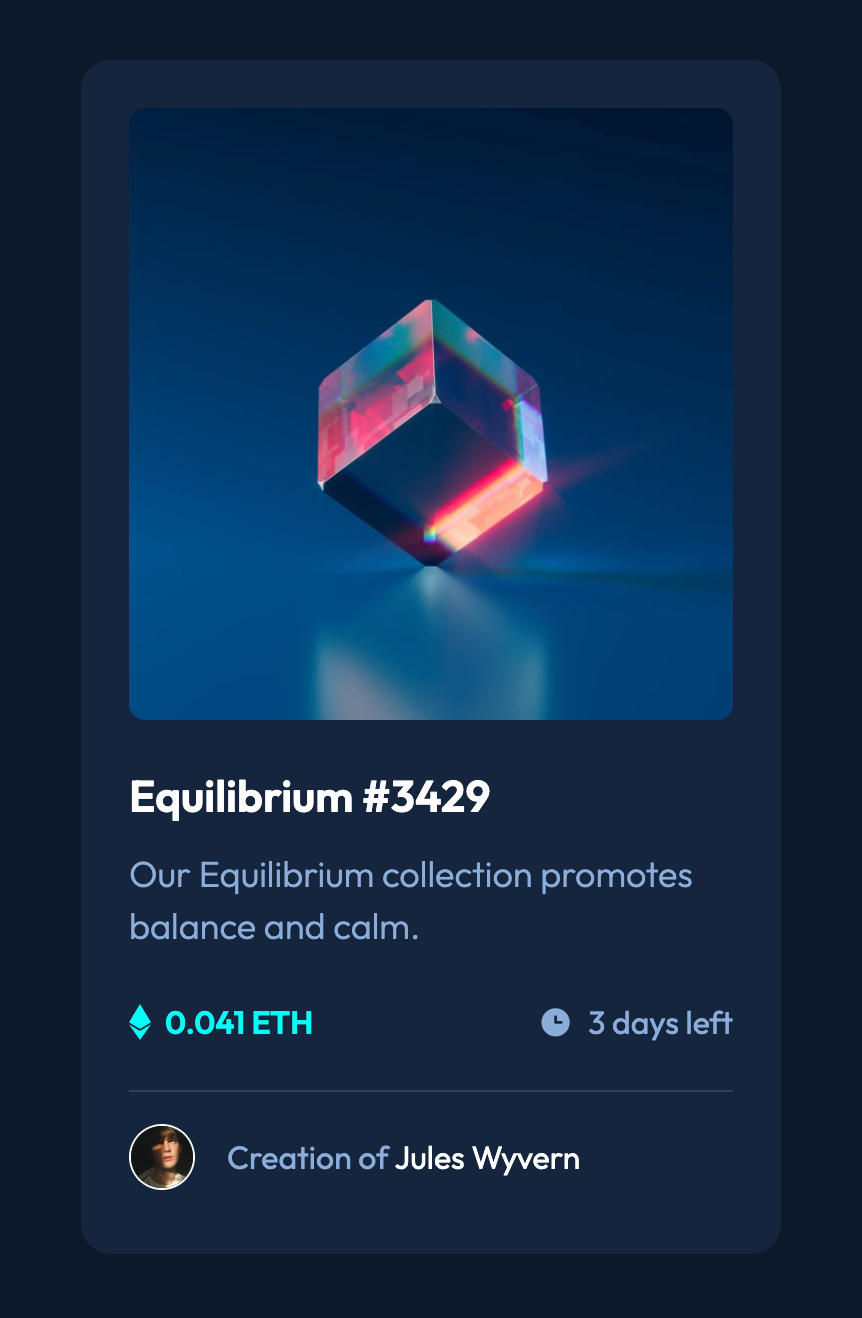 Equilibrium #3429
Our Equilibrium collection promotes
balance and calm.
0.041 ETH
3 days left
Creation of Jules Wyvern